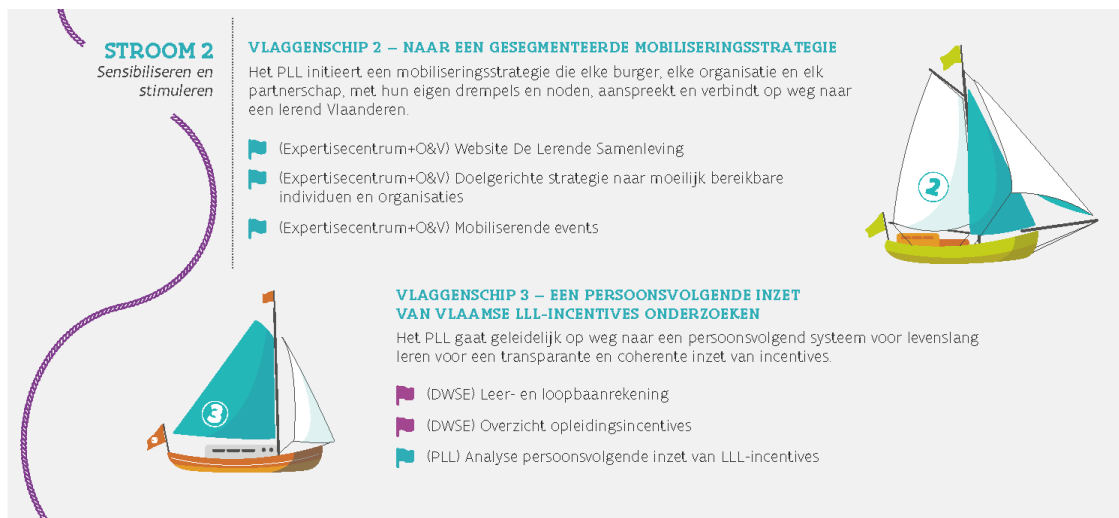 STROOM 2
Sensibiliseren en
stimuleren
VLAGGENSCHIP 2 – NAAR EEN GESEGMENTEERDE MOBILISERINGSSTRATEGIE
Het PLL initieert een mobiliseringsstrategie die elke burger, elke organisatie en elk
partnerschap, met hun eigen drempels en noden, aanspreekt en verbindt op weg naar
een lerend Vlaanderen.
(Expertisecentrum+O&V) Website De Lerende Samenleving
(Expertisecentrum+O&V) Doelgerichte strategie naar moeilijk bereikbare
individuen en organisaties
(Expertisecentrum+O&V) Mobiliserende events
2
VLAGGENSCHIP 3 – EEN PERSOONSVOLGENDE INZET
VAN VLAAMSE LLL-INCENTIVES ONDERZOEKEN
Het PLL gaat geleidelijk op weg naar een persoonsvolgend systeem voor levenslang
leren voor een transparante en coherente inzet van incentives.
(DWSE) Leer- en loopbaanrekening
(DWSE) Overzicht opleidingsincentives
(PLL) Analyse persoonsvolgende inzet van LLL-incentives
3